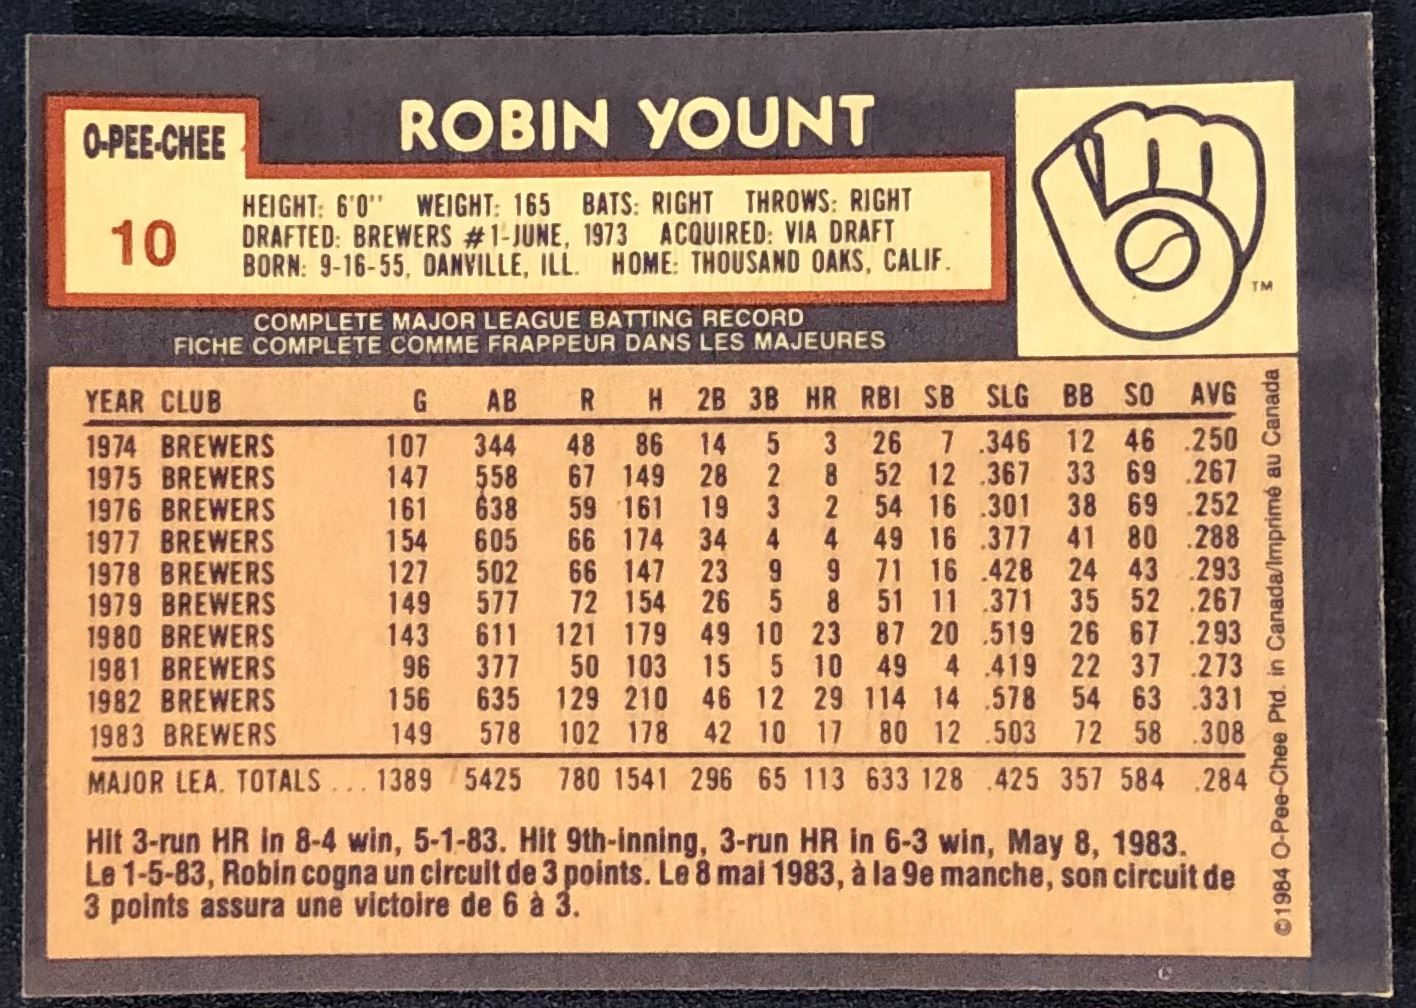 O-PEE-CHEE
10
ROBIN YOUNT
HEIGHT: 6'0" WEIGHT: 165 BATS: RIGHT THROWS: RIGHT
DRAFTED: BREWERS #1-JUNE, 1973 ACQUIRED: VIA DRAFT
BORN: 9-16-55, DANVILLE, ILL. HOME: THOUSAND OAKS, CALIF.
TM
COMPLETE MAJOR LEAGUE BATTING RECORD
FICHE COMPLETE COMME FRAPPEUR DANS LES MAJEURES
YEAR CLUB G AB R H 2B 3B HR RBI SB SLG BB SO AVG
1974 BREWERS 107 344 48 86 14 5 3 26 7 .346 12 46 .250
1975 BREWERS 147 558 67 149 28 2 8 52 12 .367 33 69 .267
1976 BREWERS 161 638 59 161 19 3 2 54 16 .301 38 69 .252
1977 BREWERS 154 605 66 174 34 4 4 49 16 .377 41 80 .288
1978 BREWERS 127 502 66 147 23 9 9 71 16 .428 24 43 .293
1979 BREWERS 149 577 72 154 26 5 8 51 11 .371 35 52 .267
1980 BREWERS 143 611 121 179 49 10 23 87 20 .519 26 67 .293
1981 BREWERS 96 377 50 103 15 5 10 49 4 .419 22 37 .273
1982 BREWERS 156 635 129 210 46 12 29 114 14 .578 54 63 .331
1983 BREWERS 149 578 102 178 42 10 17 80 12 .503 72 58 .308
MAJOR LEA. TOTALS ... 1389 5425 780 1541 296 65 113 633 128 .425 357 584 .284
Hit 3-run HR in 8-4 win, 5-1-83. Hit 9th-inning, 3-run HR in 6-3 win, May 8, 1983.
Le 1-5-83, Robin cogna un circuit de 3 points. Le 8 mai 1983, à la 9e manche, son circuit de
3 points assura une victoire de 6 à 3.
©1984 O-Pee-Chee Ptd. in Canada/Imprimé au Canada
C